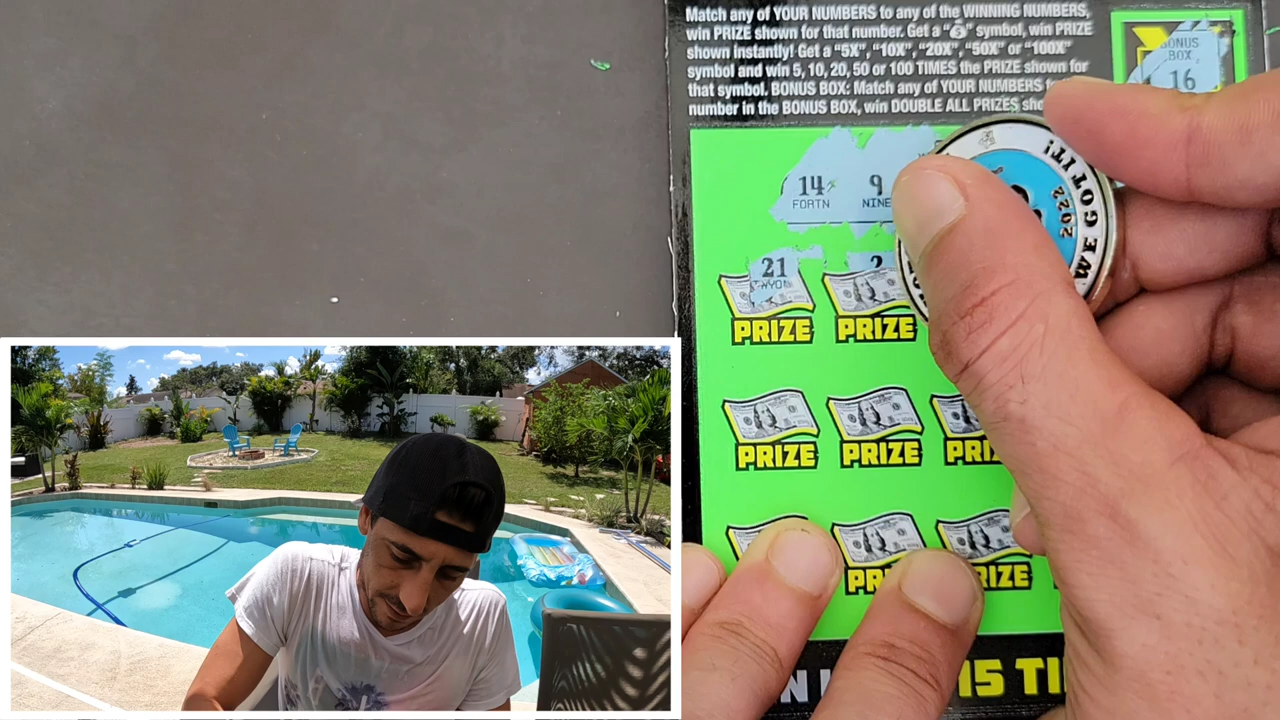 Match any of YOUR NUMBERS to any of the WINNING NUMBERS,
win PRIZE shown for that number. Get a "💰" symbol, win PRIZE
shown instantly! Get a "5X", "10X", "20X", "50X" or "100X"
symbol and win 5, 10, 20, 50 or 100 TIMES the PRIZE shown for
that symbol. BONUS BOX: Match any of YOUR NUMBERS
number in the BONUS BOX, win DOUBLE ALL PRIZES
BONUS
BOX
16
14 9
FORTN NINE
WE GOT IT!
2022
21 2
PRIZE PRIZE
PRIZE PRIZE PRIZ
PR RIZE
15 TI